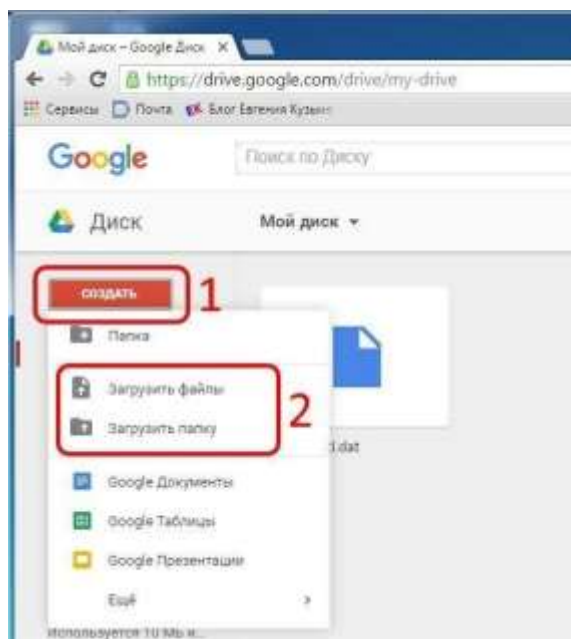 Мой диск – Google Диск
https://drive.google.com/drive/my-drive
Сервисы Почта Блог Евгения
Google Поиск по Диску
Диск Мой диск
СОЗДАТЬ 1
Папка
Загрузить файлы
2
Загрузить папку
.dat
Google Документы
Google Таблицы
Google Презентации
Ещё
Используется 10 МБ и...